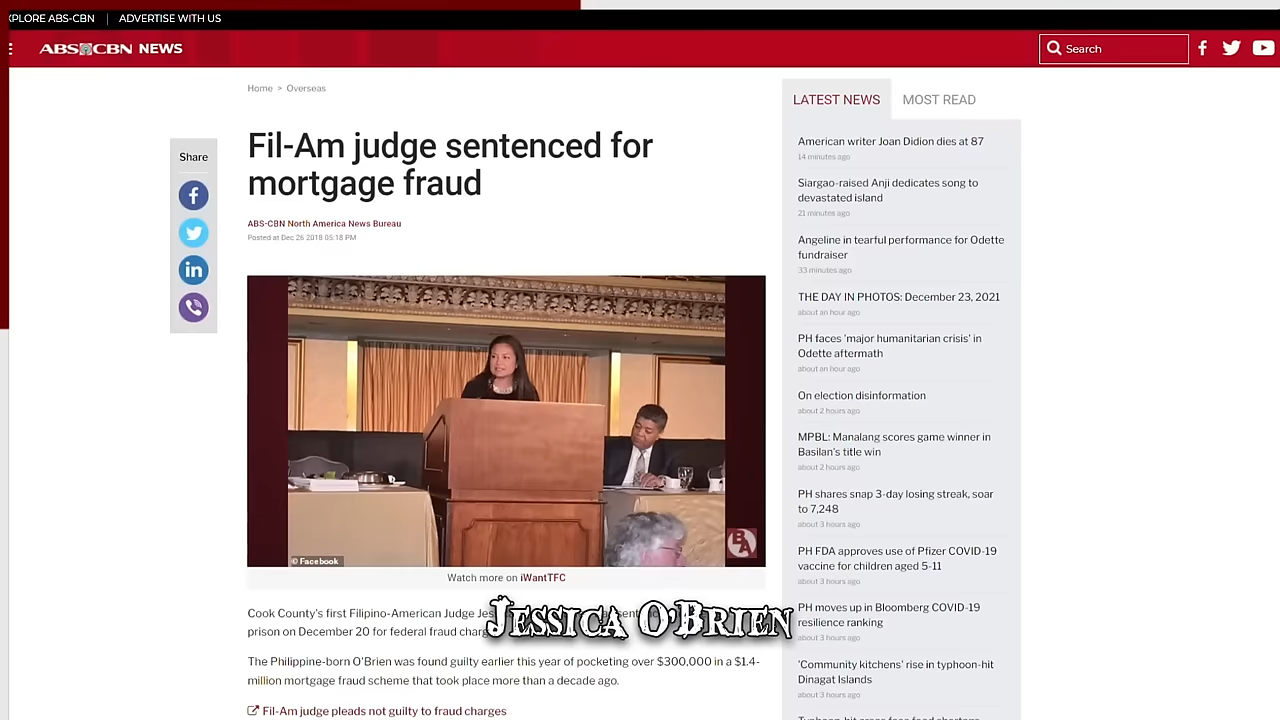 XPLORE ABS-CBN | ADVERTISE WITH US
ABS-CBN NEWS
Search
Home > Overseas
Share
Fil-Am judge sentenced for
mortgage fraud
ABS-CBN North America News Bureau
Posted at Dec 26 2018 05:18 PM
© Facebook
BA
Watch more on iWantTFC
Cook County's first Filipino-American Judge
prison on December 20 for federal fraud
JESSICA O'BRIEN
The Philippine-born O'Brien was found guilty earlier this year of pocketing over $300,000 in a $1.4-
million mortgage fraud scheme that took place more than a decade ago.
Fil-Am judge pleads not guilty to fraud charges
LATEST NEWS
MOST READ
American writer Joan Didion dies at 87
14 minutes ago
Siargao-raised Anji dedicates song to
devastated island
21 minutes ago
Angeline in tearful performance for Odette
fundraiser
33 minutes ago
THE DAY IN PHOTOS: December 23, 2021
about an hour ago
PH faces 'major humanitarian crisis' in
Odette aftermath
about an hour ago
On election disinformation
about 2 hours ago
MPBL: Manalang scores game winner in
Basilan's title win
about 2 hours ago
PH shares snap 3-day losing streak, soar
to 7,248
about 3 hours ago
PH FDA approves use of Pfizer COVID-19
vaccine for children aged 5-11
about 3 hours ago
PH moves up in Bloomberg COVID-19
resilience ranking
about 3 hours ago
'Community kitchens' rise in typhoon-hit
Dinagat Islands
about 3 hours ago